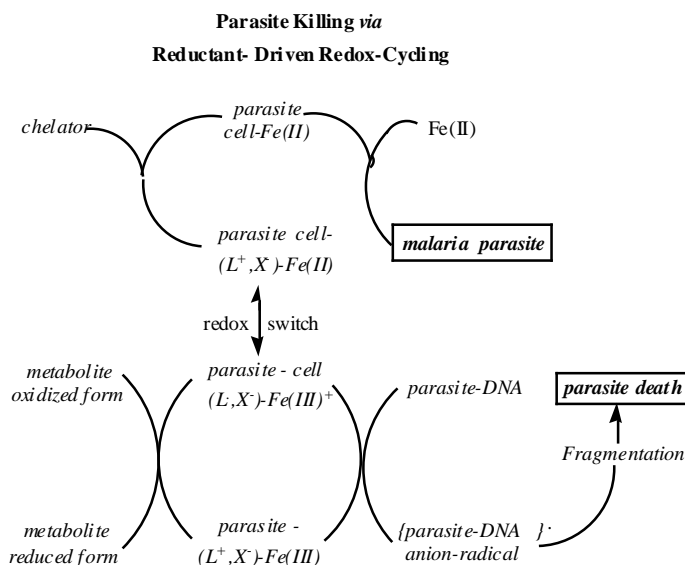 Parasite Killing via
Reductant- Driven Redox-Cycling
chelator
parasite
cell-Fe(II)
Fe(II)
parasite cell-
(L⁺,X⁻)-Fe(II)
malaria parasite
redox switch
metabolite
oxidized form
parasite - cell
(L·,X⁻)-Fe(III)⁺
parasite-DNA
parasite death
Fragmentation
metabolite
reduced form
parasite -
(L⁺,X⁻)-Fe(III)
{parasite-DNA }·⁻
anion-radical